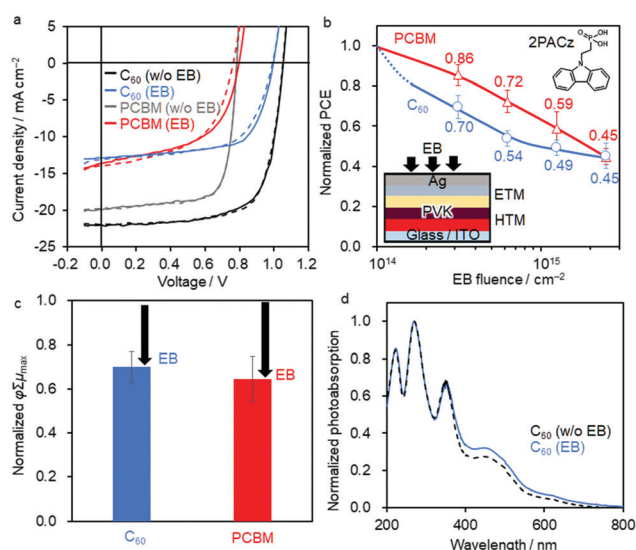 a
Current density / mA cm⁻²
5
0
-5
-10
-15
-20
-25
C₆₀ (w/o EB)
C₆₀ (EB)
PCBM (w/o EB)
PCBM (EB)
-0.2 0.0 0.2 0.4 0.6 0.8 1.0 1.2
Voltage / V
b
Normalized PCE
1.0
0.8
0.6
0.4
0.2
0.0
PCBM
0.86
0.72
0.59
0.45
C₆₀
0.70
0.54
0.49
0.45
2PACz
O
OH
P
OH
N
EB
Ag
ETM
PVK
HTM
Glass / ITO
10¹⁴ 10¹⁵
EB fluence / cm⁻²
c
Normalized φΣμmax
1.0
0.8
0.6
0.4
0.2
0.0
EB
EB
C₆₀ PCBM
d
Normalized photoabsorption
1.0
0.8
0.6
0.4
0.2
0.0
C₆₀ (w/o EB)
C₆₀ (EB)
200 400 600 800
Wavelength / nm